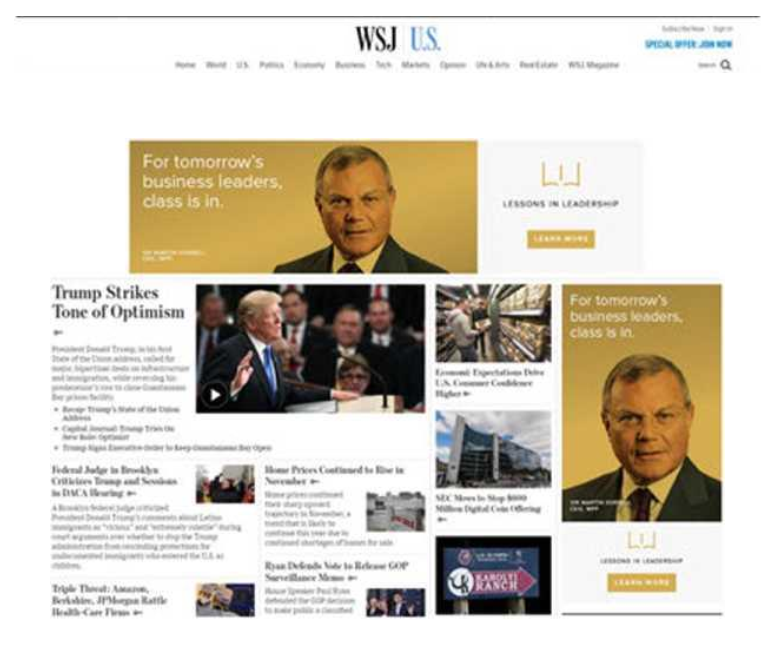 WSJ U.S.
Subscribe Now | Sign In
SPECIAL OFFER: JOIN NOW
Home World U.S. Politics Economy Business Tech Markets Opinion Life & Arts Real Estate WSJ Magazine
Search
For tomorrow's
business leaders,
class is in.
SIR MARTIN SORRELL
CEO, WPP
LESSONS IN LEADERSHIP
LEARN MORE
Trump Strikes
Tone of Optimism
President Donald Trump, in his first
State of the Union address, called for
major, bipartisan deals on infrastructure
and immigration, while reversing his
predecessor's vow to close Guantanamo
Bay prison facility.
Recap: Trump's State of the Union
Address
Capital Journal: Trump Tries On
New Role: Optimist
Trump Signs Executive Order to Keep Guantanamo Bay Open
Federal Judge in Brooklyn
Criticizes Trump and Sessions
in DACA Hearing
A Brooklyn federal judge criticized
President Donald Trump's comments about Latino
immigrants as "vicious" and "extremely volatile" during
court arguments over whether to stop the Trump
administration from rescinding protections for
undocumented immigrants who entered the U.S. as
children.
Triple Threat: Amazon,
Berkshire, JPMorgan Rattle
Health-Care Firms
Home Prices Continued to Rise in
November
Home prices continued
their sharp upward
trajectory in November, a
trend that is likely to
continue this year due to
continued shortages of homes for sale.
Ryan Defends Vote to Release GOP
Surveillance Memo
House Speaker Paul Ryan
defended the GOP decision
to make public a classified
Economic Expectations Drive
U.S. Consumer Confidence
Higher
SEC Moves to Stop $600
Million Digital Coin Offering
KAROLYI
RANCH
For tomorrow's
business leaders,
class is in.
SIR MARTIN SORRELL
CEO, WPP
LESSONS IN LEADERSHIP
LEARN MORE